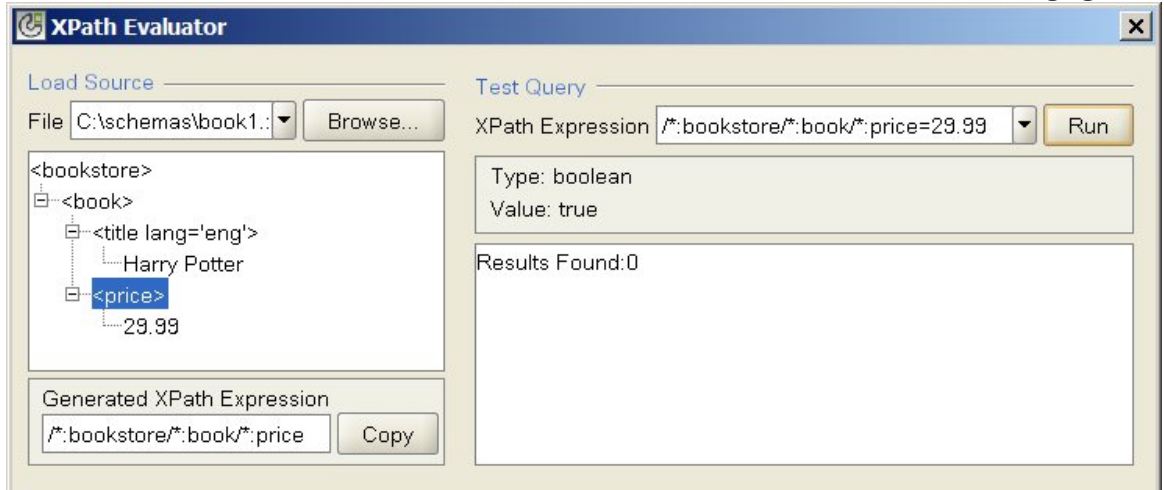 XPath Evaluator
Load Source
File C:\schemas\book1.: Browse...
<bookstore>
<book>
<title lang='eng'>
Harry Potter
<price>
29.99
Generated XPath Expression
/*:bookstore/*:book/*:price Copy
Test Query
XPath Expression /*:bookstore/*:book/*:price=29.99 Run
Type: boolean
Value: true
Results Found:0